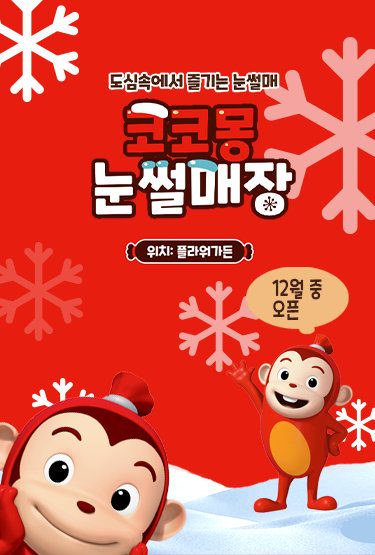 도심속에서 즐기는 눈썰매
코코몽
눈썰매장
위치: 플라워가든
12월 중
오픈